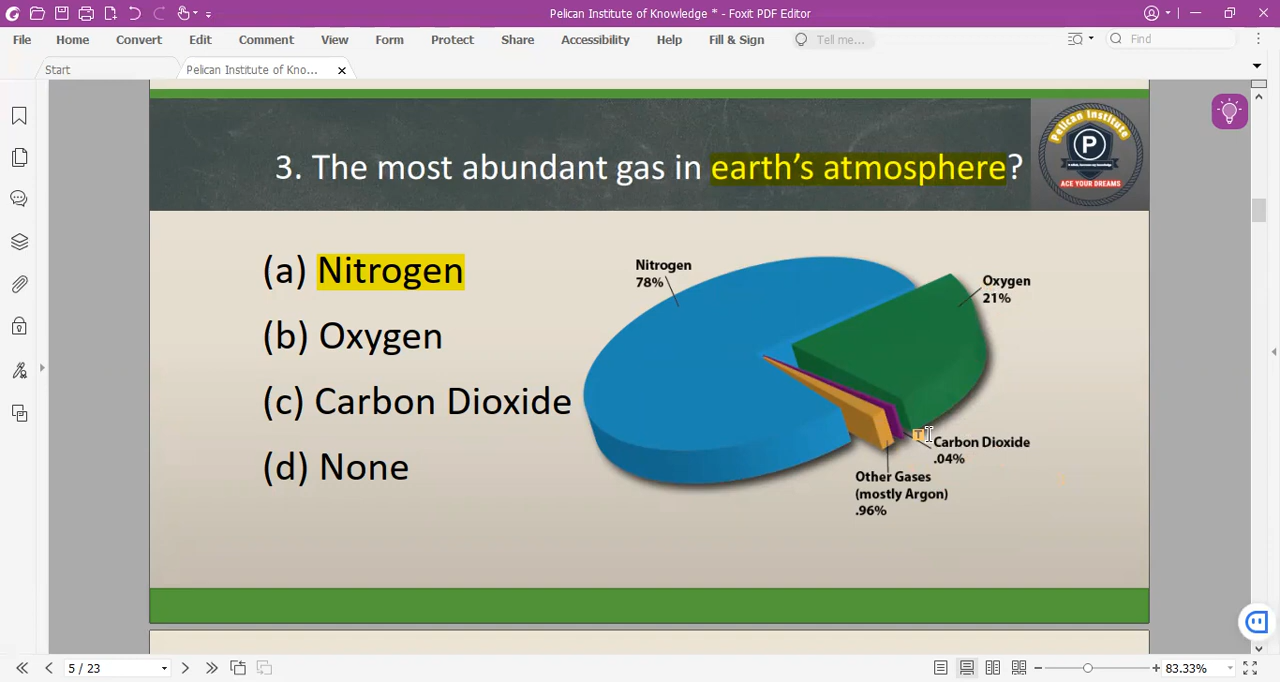 Pelican Institute of Knowledge * - Foxit PDF Editor
File Home Convert Edit Comment View Form Protect Share Accessibility Help Fill & Sign Tell me... Find
Start Pelican Institute of Kno...
3. The most abundant gas in earth's atmosphere?
Pelican Institute
P
ACE YOUR DREAMS
(a) Nitrogen
(b) Oxygen
(c) Carbon Dioxide
(d) None
Nitrogen
78%
Oxygen
21%
Carbon Dioxide
.04%
Other Gases
(mostly Argon)
.96%
5 / 23
83.33%